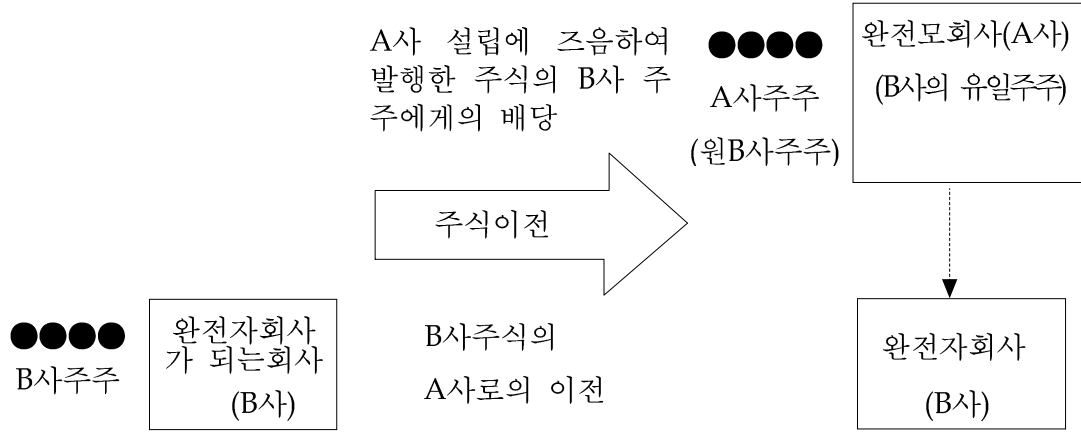 A사 설립에 즈음하여
발행한 주식의 B사 주
주에게의 배당
A사주주
(원B사주주)
완전모회사(A사)
(B사의 유일주주)
주식이전
B사주주
완전자회사
가 되는회사
(B사)
B사주식의
A사로의 이전
완전자회사
(B사)